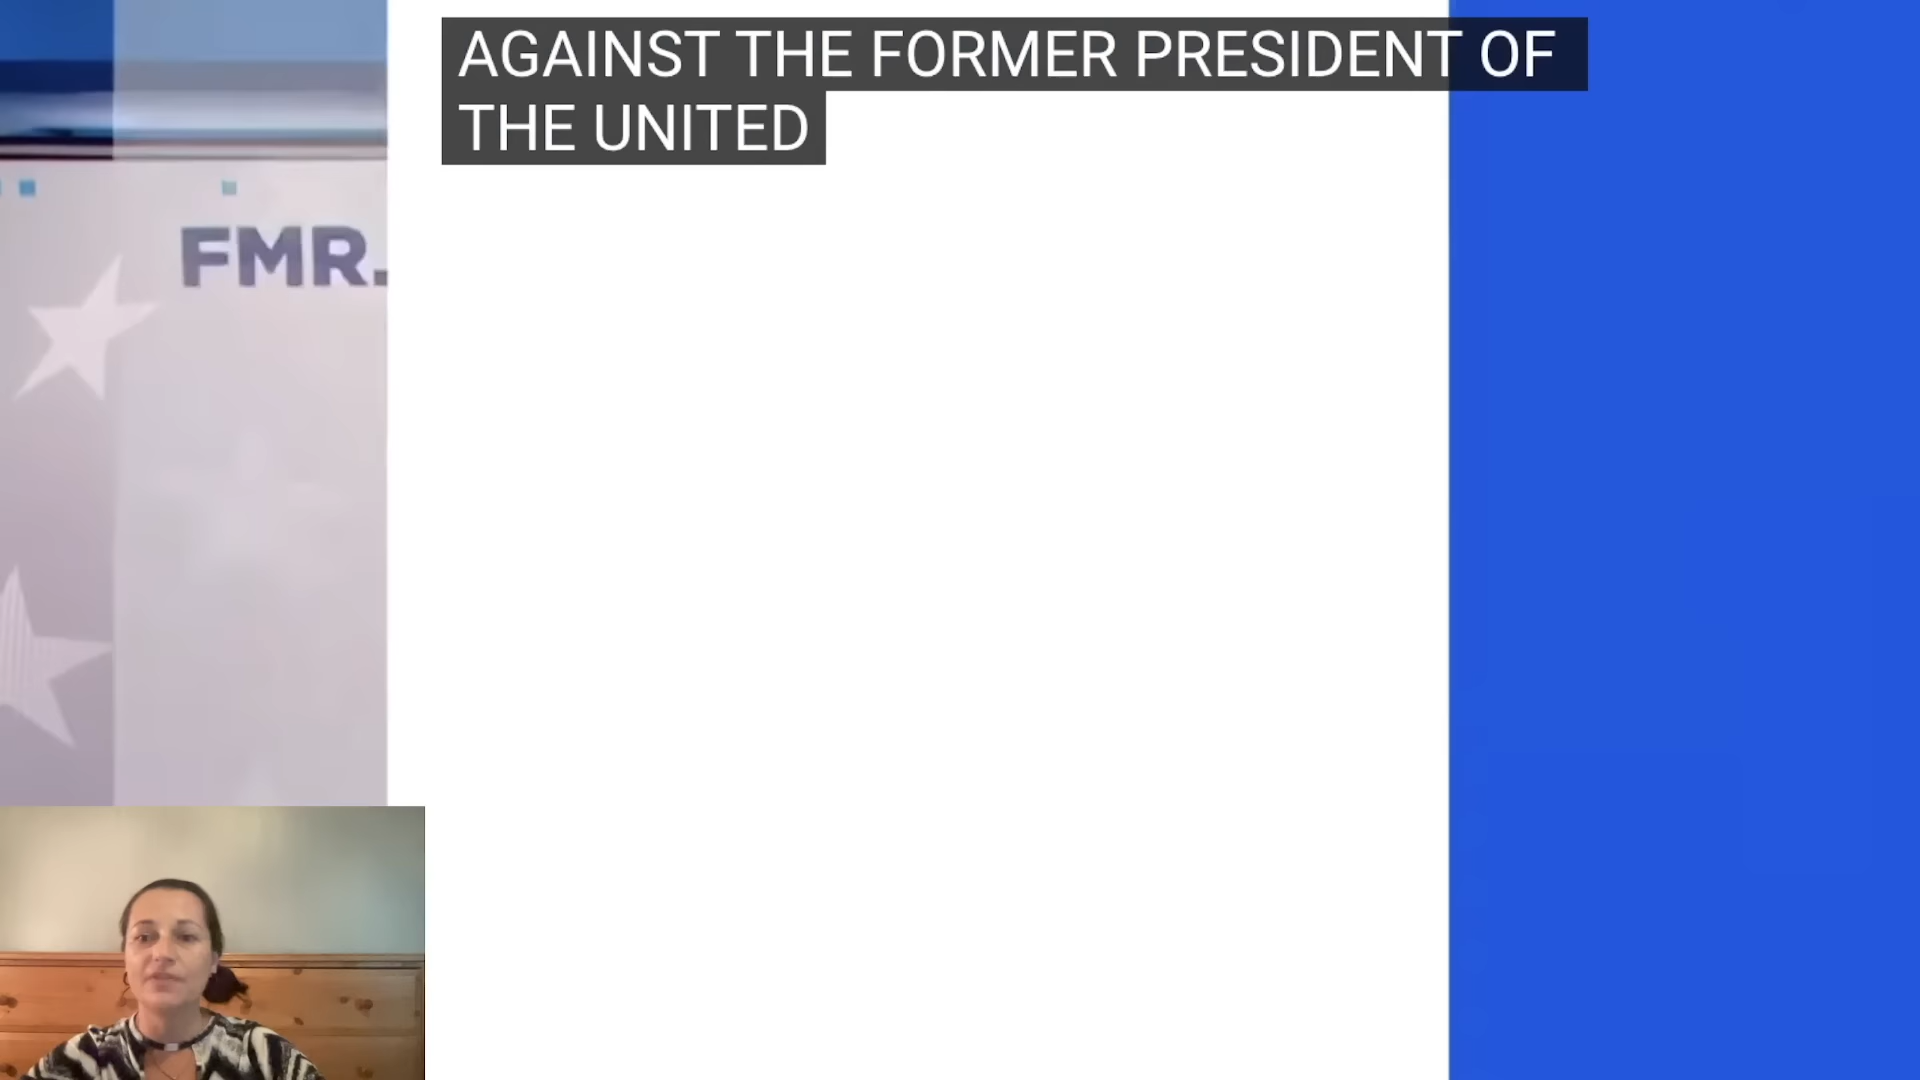 AGAINST THE FORMER PRESIDENT OF
THE UNITED
FMR.